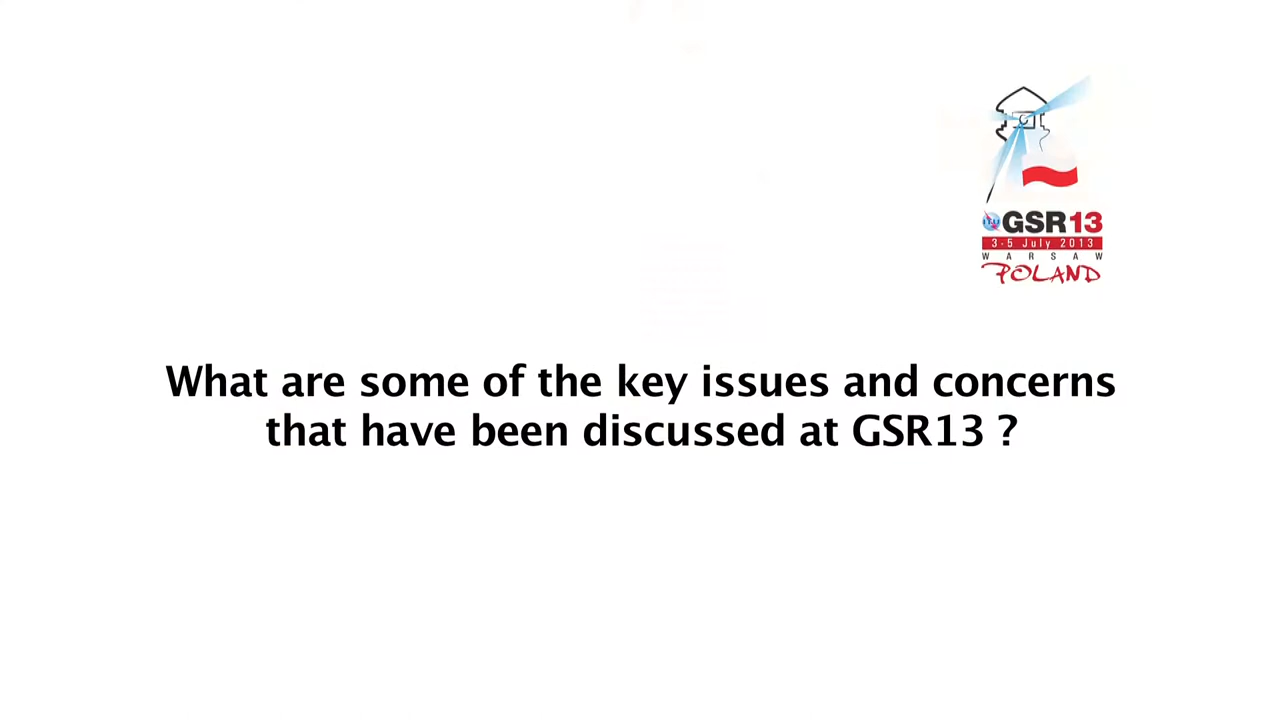 ITU GSR13
3-5 July 2013
WARSAW
POLAND
What are some of the key issues and concerns
that have been discussed at GSR13 ?